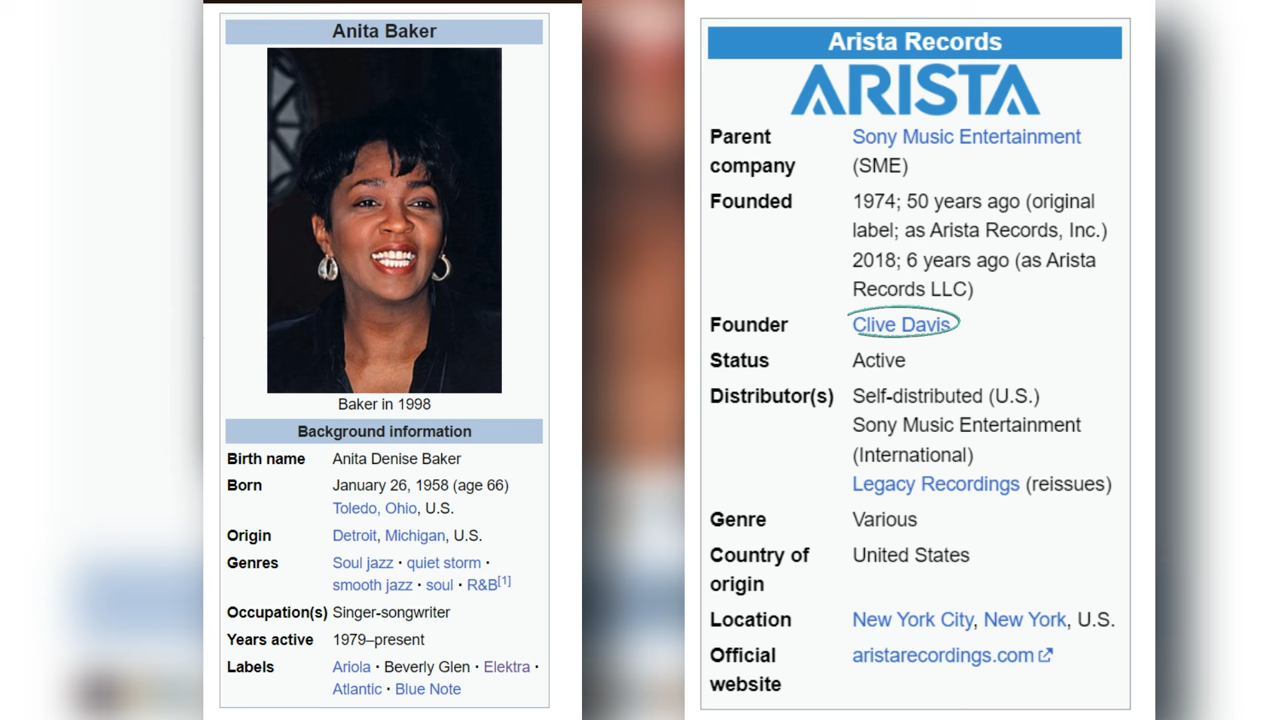 Anita Baker
Baker in 1998
Background information
Birth name Anita Denise Baker
Born January 26, 1958 (age 66)
Toledo, Ohio, U.S.
Origin Detroit, Michigan, U.S.
Genres Soul jazz · quiet storm ·
smooth jazz · soul · R&B[1]
Occupation(s) Singer-songwriter
Years active 1979–present
Labels Ariola · Beverly Glen · Elektra ·
Atlantic · Blue Note
Arista Records
ARISTA
Parent company Sony Music Entertainment
(SME)
Founded 1974; 50 years ago (original
label; as Arista Records, Inc.)
2018; 6 years ago (as Arista
Records LLC)
Founder Clive Davis
Status Active
Distributor(s) Self-distributed (U.S.)
Sony Music Entertainment
(International)
Legacy Recordings (reissues)
Genre Various
Country of origin United States
Location New York City, New York, U.S.
Official website aristarecordings.com